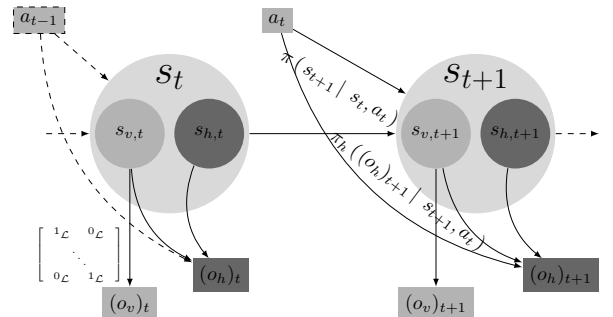 a_{t−1}
a_t
s_t
s_{t+1}
π(s_{t+1} | s_t, a_t)
s_{v,t}
s_{h,t}
s_{v,t+1}
s_{h,t+1}
π_h((o_h)_{t+1} | s_{t+1}, a_t)
1_ℒ 0_ℒ
⋱
0_ℒ 1_ℒ
(o_h)_t
(o_h)_{t+1}
(o_v)_t
(o_v)_{t+1}